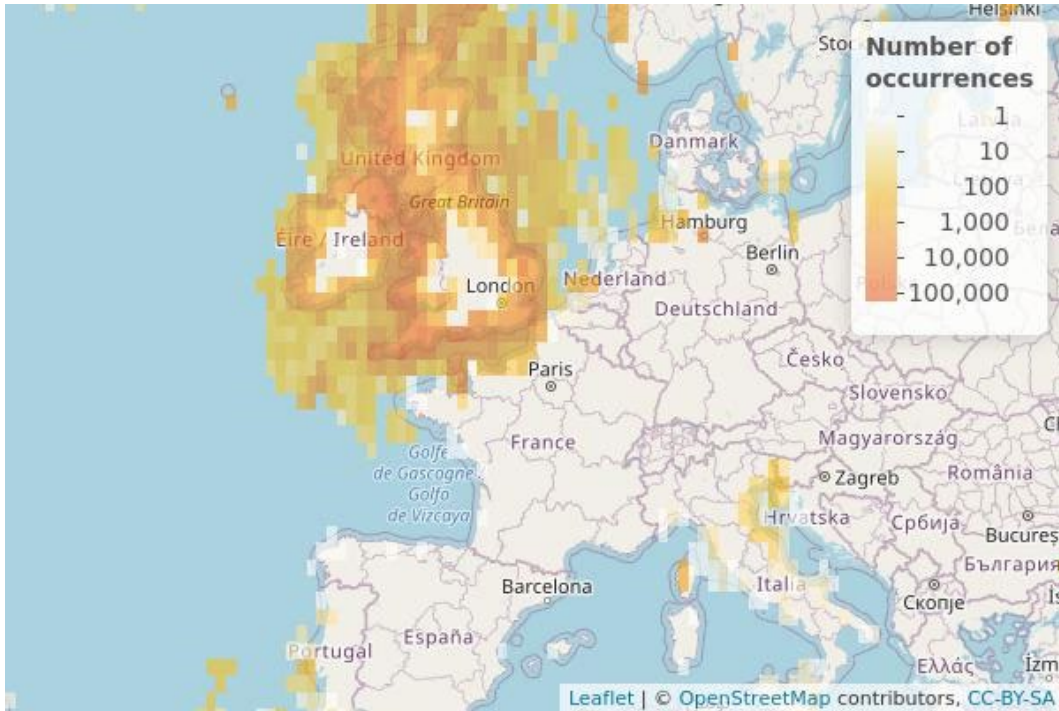 Helsinki
Number of
occurrences
1
10
100
1,000
10,000
100,000
Danmark
United Kingdom
Great Britain
Hamburg
Éire / Ireland
Berlin
London
Nederland
Deutschland
Česko
Paris
Slovensko
France
Magyarország
Golfe
de Gascogne
Golfo
de Vizcaya
Zagreb
România
Hrvatska
Србија
Bucureș
България
Barcelona
Italia
Скопје
España
Portugal
Ελλάς
İzm
Leaflet | © OpenStreetMap contributors, CC-BY-SA